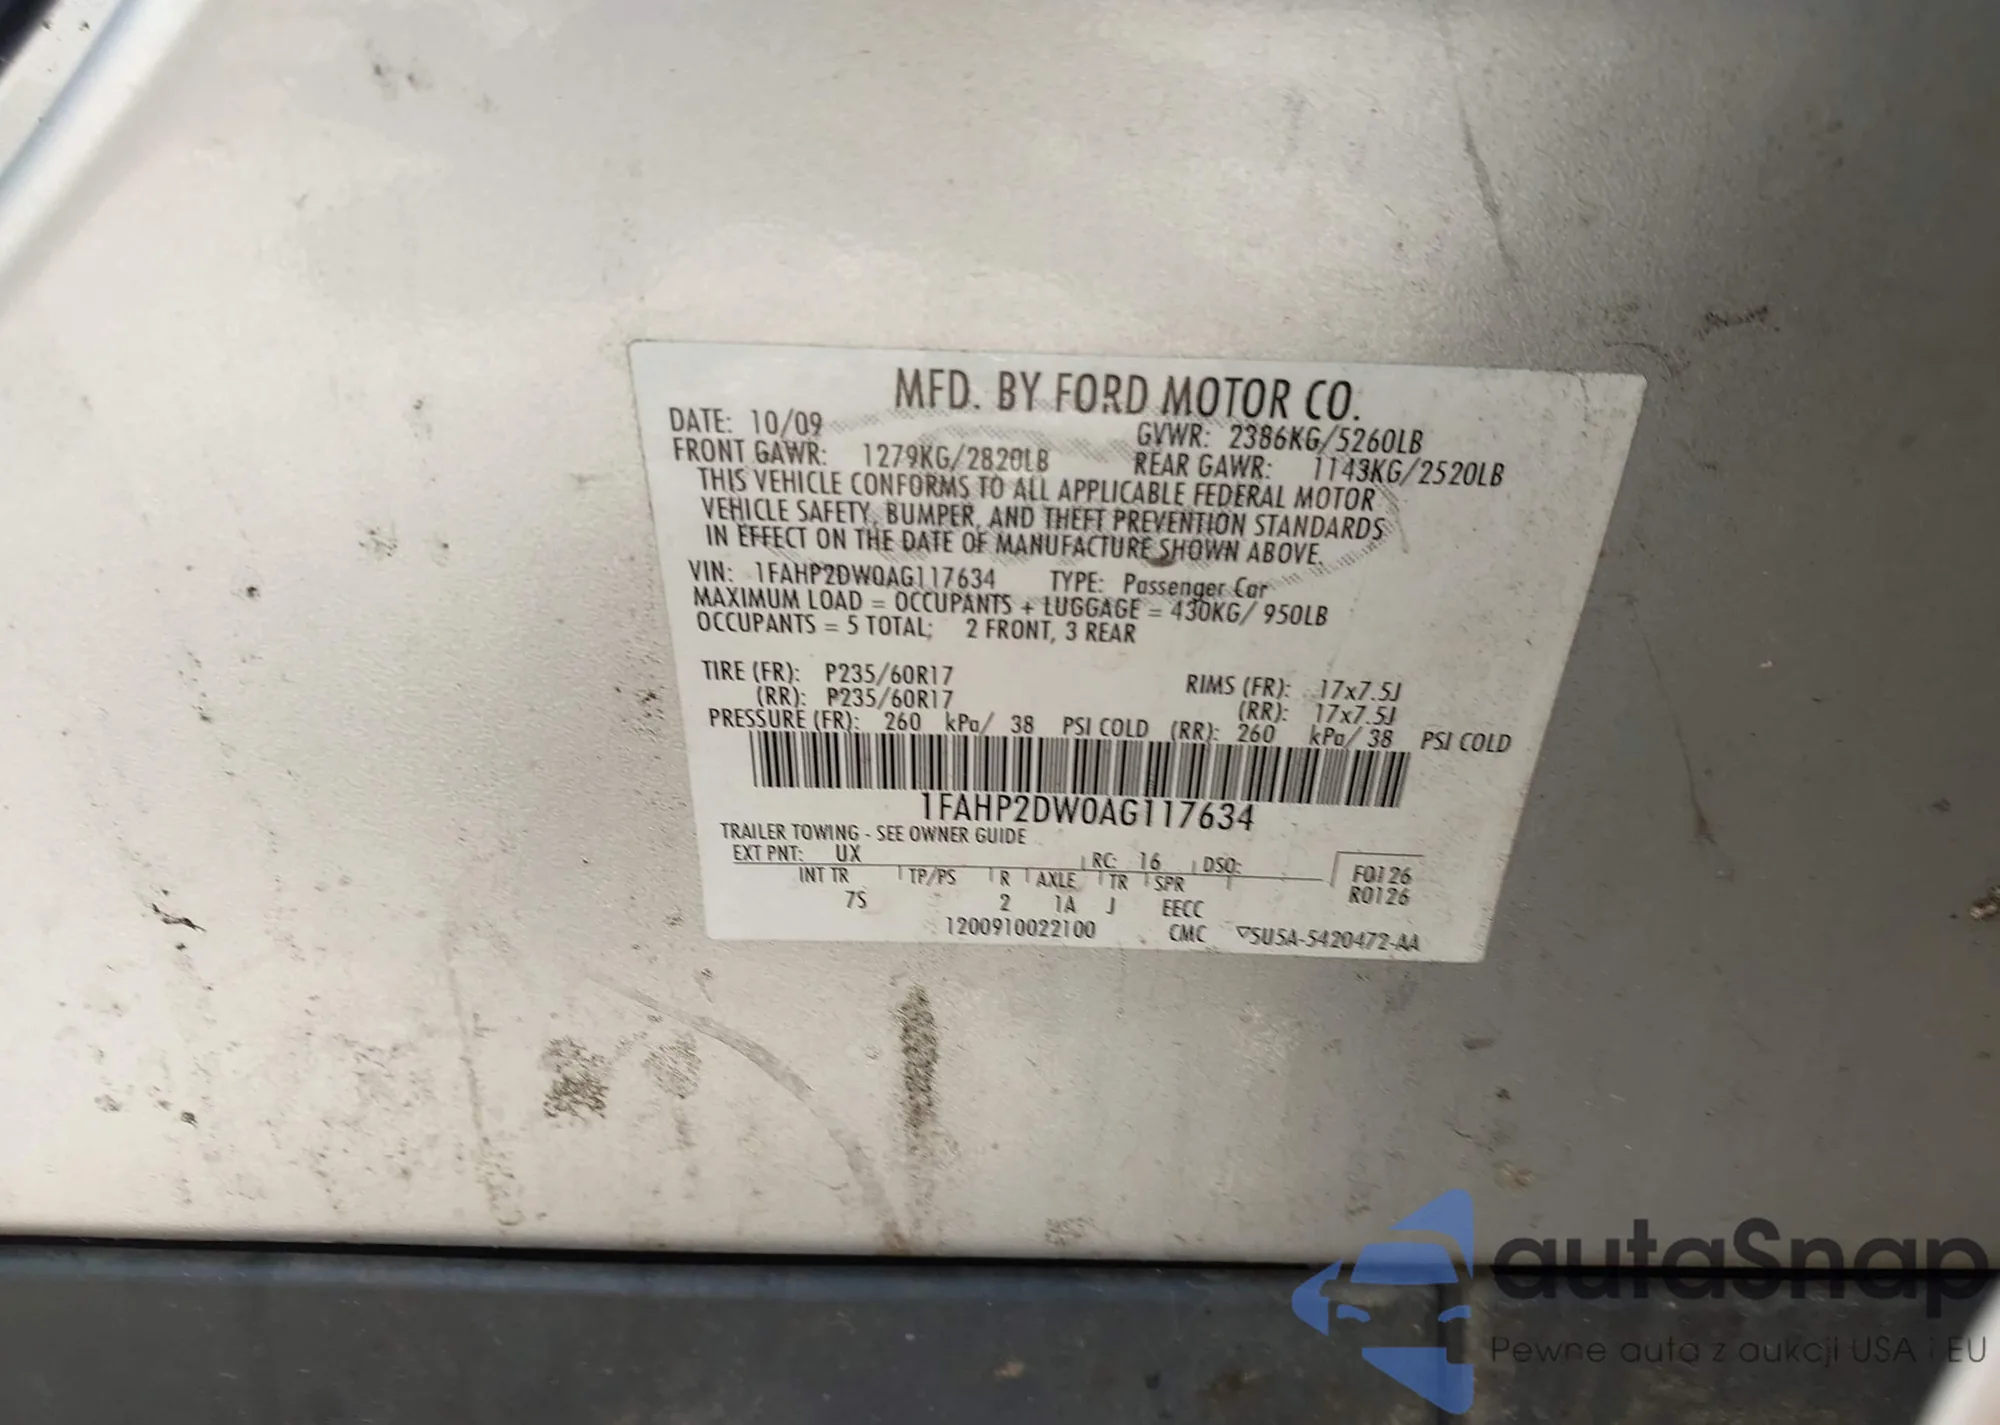 MFD. BY FORD MOTOR CO.
DATE: 10/09 GVWR: 2386KG/5260LB
FRONT GAWR: 1279KG/2820LB REAR GAWR: 1143KG/2520LB
THIS VEHICLE CONFORMS TO ALL APPLICABLE FEDERAL MOTOR
VEHICLE SAFETY, BUMPER, AND THEFT PREVENTION STANDARDS
IN EFFECT ON THE DATE OF MANUFACTURE SHOWN ABOVE.
VIN: 1FAHP2DW0AG117634 TYPE: Passenger Car
MAXIMUM LOAD = OCCUPANTS + LUGGAGE = 430KG/ 950LB
OCCUPANTS = 5 TOTAL; 2 FRONT, 3 REAR
TIRE (FR): P235/60R17 RIMS (FR): 17x7.5J
(RR): P235/60R17 (RR): 17x7.5J
PRESSURE (FR): 260 kPa/ 38 PSI COLD (RR): 260 kPa/ 38 PSI COLD
1FAHP2DW0AG117634
TRAILER TOWING - SEE OWNER GUIDE
EXT PNT: UX RC: 16 DSO: F0126
INT TR TP/PS R AXLE TR SPR R0126
7S 2 1A J EECC
1200910022100 CMC ▽5U5A-5420472-AA
autaSnap
Pewne auta z aukcji USA i EU